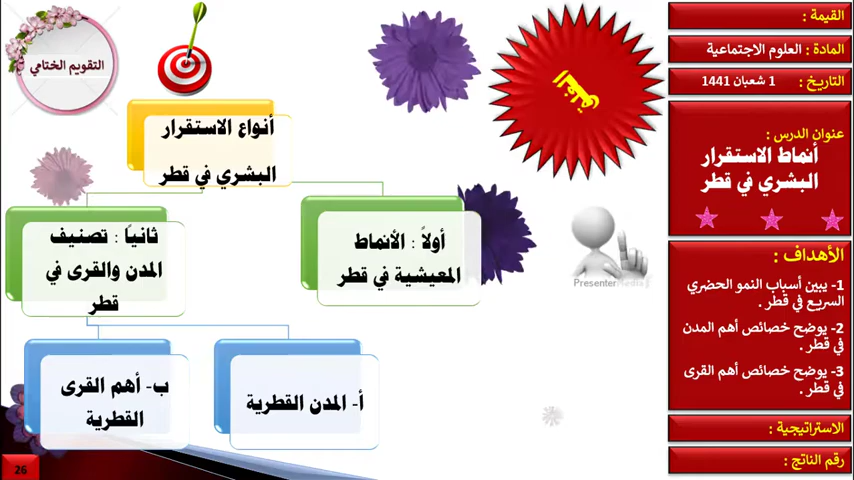 القيمة :
المادة : العلوم الاجتماعية
التاريخ : 1 شعبان 1441
عنوان الدرس :
أنماط الاستقرار
البشري في قطر
الأهداف :
1- يبين أسباب النمو الحضري
السريع في قطر .
2- يوضح خصائص أهم المدن
في قطر .
3- يوضح خصائص أهم القرى
في قطر .
الاستراتيجية :
رقم الناتج :
التقويم الختامي
أنواع الاستقرار
البشري في قطر
أولاً : الأنماط
المعيشية في قطر
ثانيًا : تصنيف
المدن والقرى في
قطر
أ- المدن القطرية
ب- أهم القرى
القطرية
PresenterMedia
26